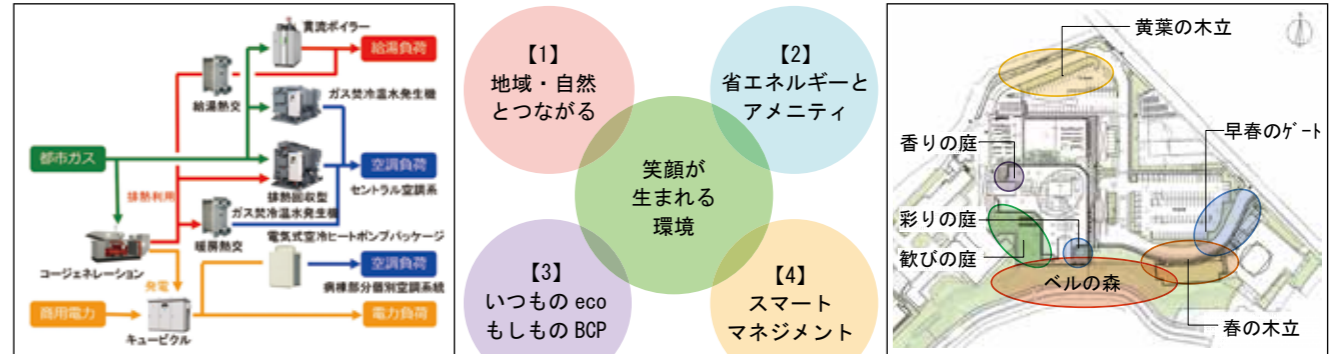 貫流ボイラー
給湯負荷
給湯熱交
ガス焚冷温水発生機
都市ガス
空調負荷
セントラル空調系
排熱利用
排熱回収型
ガス焚冷温水発生機
暖房熱交
電気式空冷ヒートポンプパッケージ
コージェネレーション
空調負荷
発電
病棟部分個別空調系統
商用電力
電力負荷
キュービクル
【1】
地域・自然
とつながる
【2】
省エネルギーと
アメニティ
笑顔が
生まれる
環境
【3】
いつもの eco
もしもの BCP
【4】
スマート
マネジメント
黄葉の木立
早春のゲート
香りの庭
彩りの庭
歓びの庭
ベルの森
春の木立